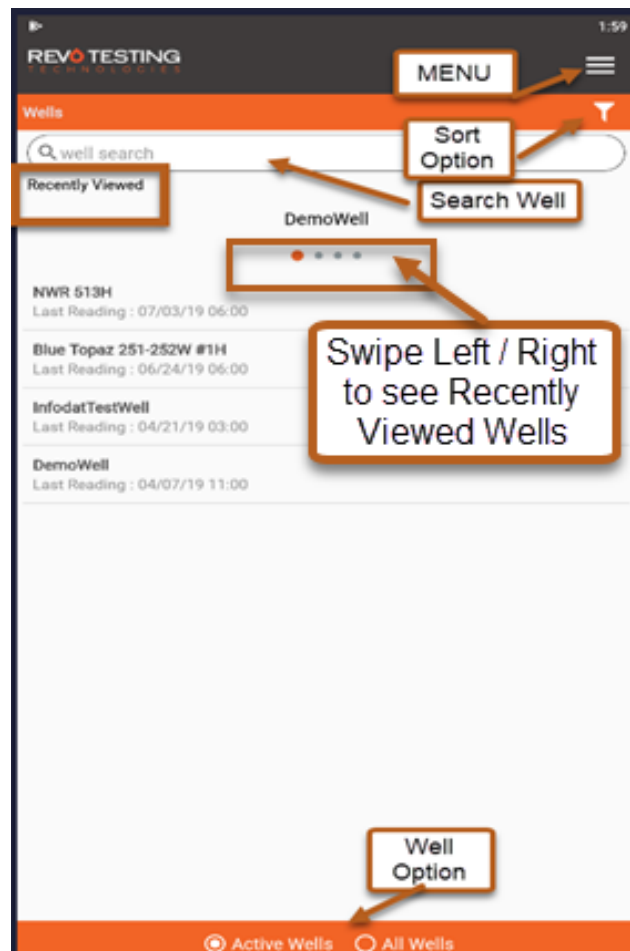 1:59
REVO TESTING
TECHNOLOGIES
MENU
Wells
Sort
Option
well search
Search Well
Recently Viewed
DemoWell
NWR 513H
Last Reading : 07/03/19 06:00
Blue Topaz 251-252W #1H
Last Reading : 06/24/19 06:00
InfodatTestWell
Last Reading : 04/21/19 03:00
DemoWell
Last Reading : 04/07/19 11:00
Swipe Left / Right
to see Recently
Viewed Wells
Well
Option
Active Wells All Wells